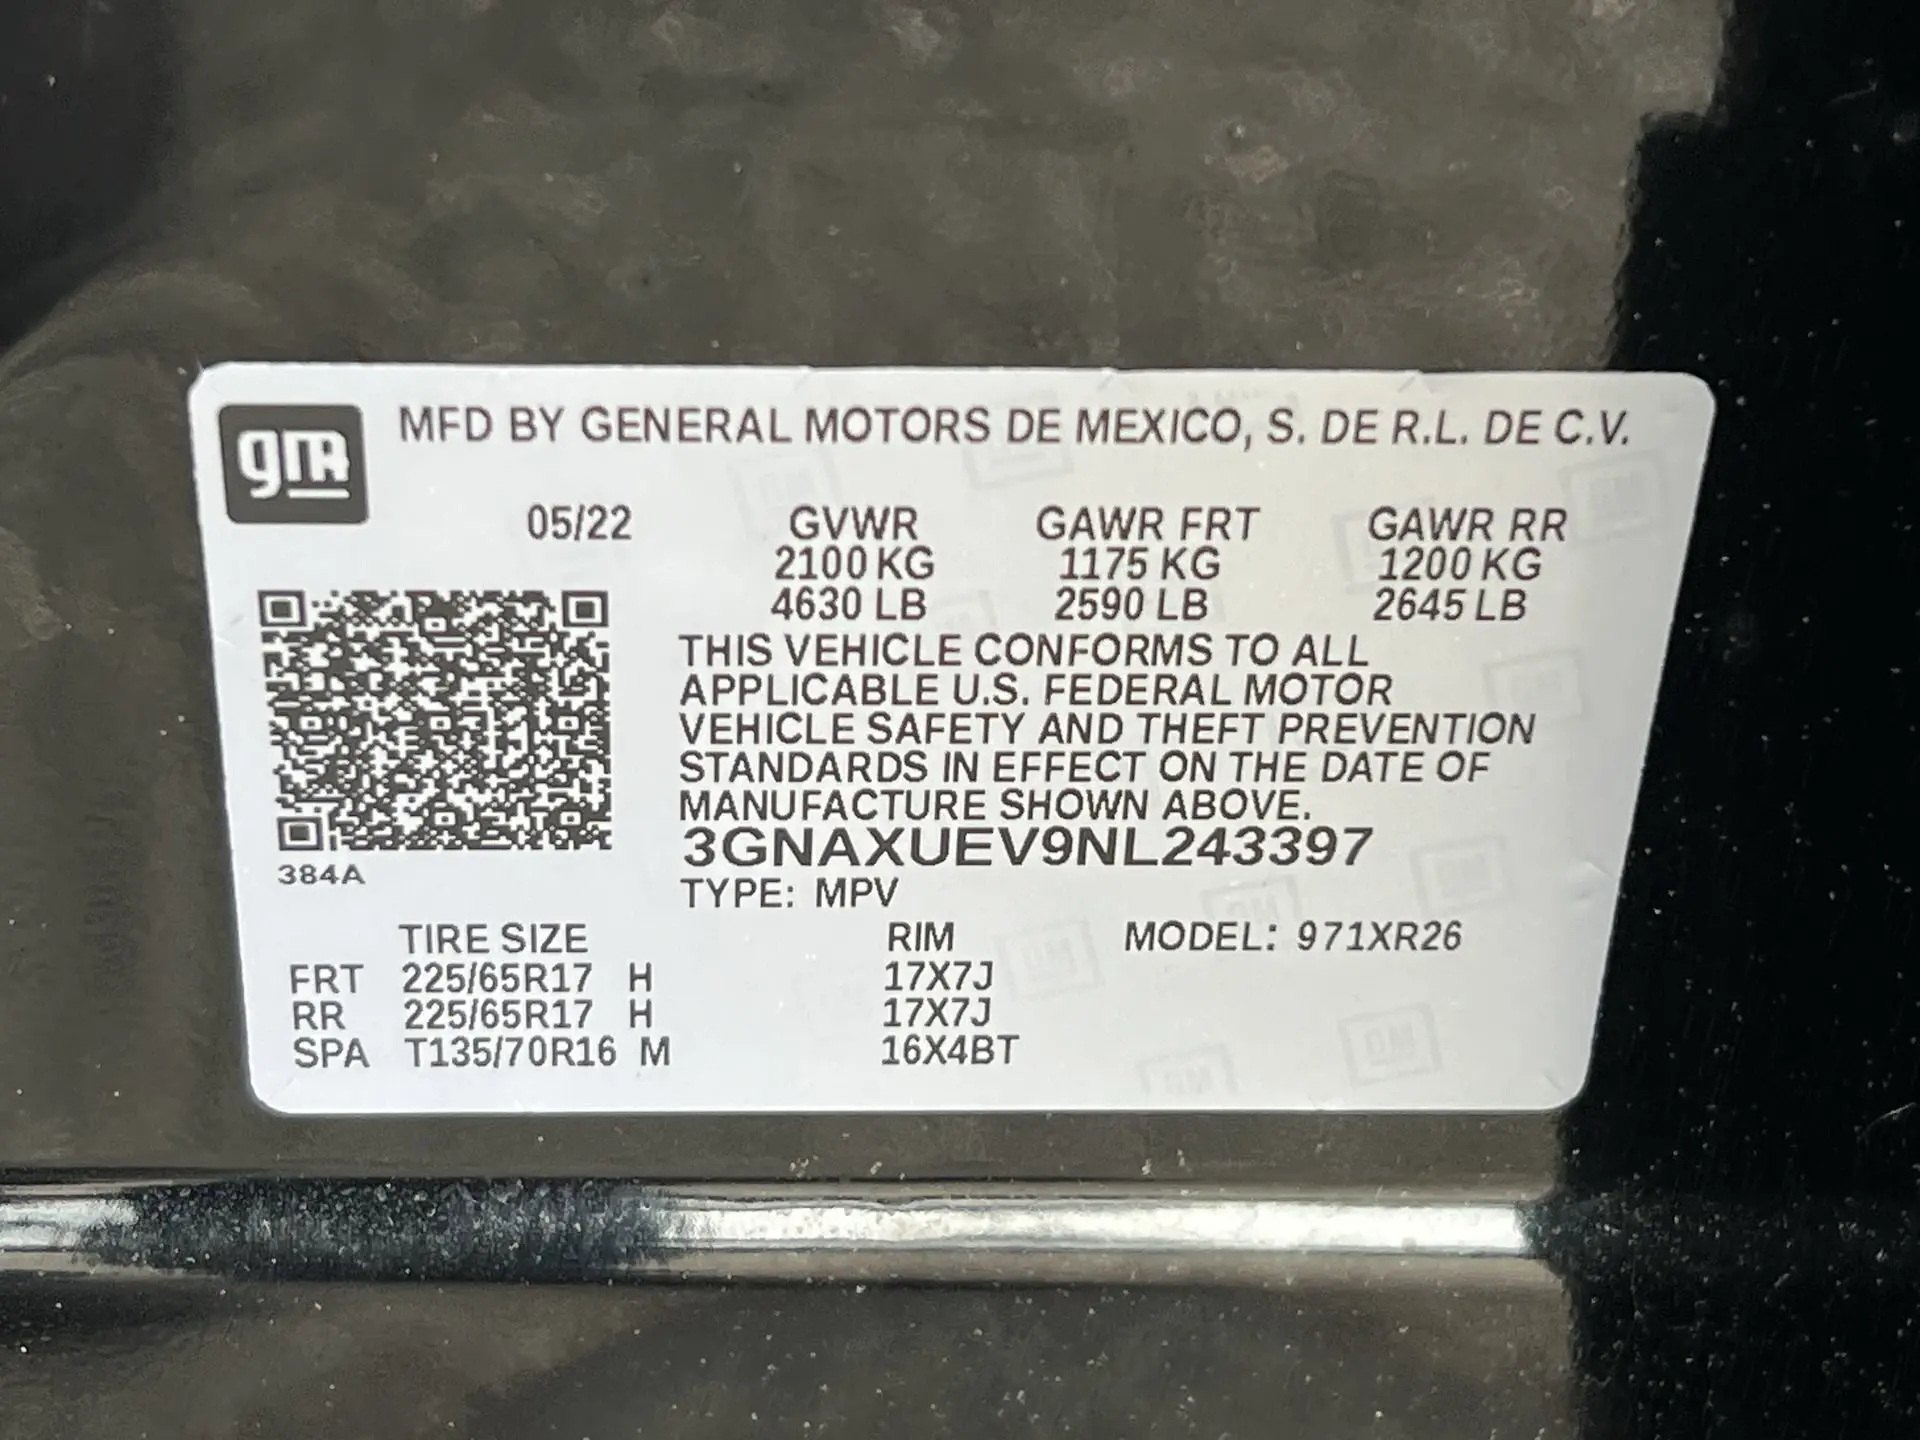 gm MFD BY GENERAL MOTORS DE MEXICO, S. DE R.L. DE C.V.
05/22 GVWR GAWR FRT GAWR RR
2100 KG 1175 KG 1200 KG
4630 LB 2590 LB 2645 LB
THIS VEHICLE CONFORMS TO ALL
APPLICABLE U.S. FEDERAL MOTOR
VEHICLE SAFETY AND THEFT PREVENTION
STANDARDS IN EFFECT ON THE DATE OF
MANUFACTURE SHOWN ABOVE.
3GNAXUEV9NL243397
384A
TYPE: MPV
TIRE SIZE RIM MODEL: 971XR26
FRT 225/65R17 H 17X7J
RR 225/65R17 H 17X7J
SPA T135/70R16 M 16X4BT